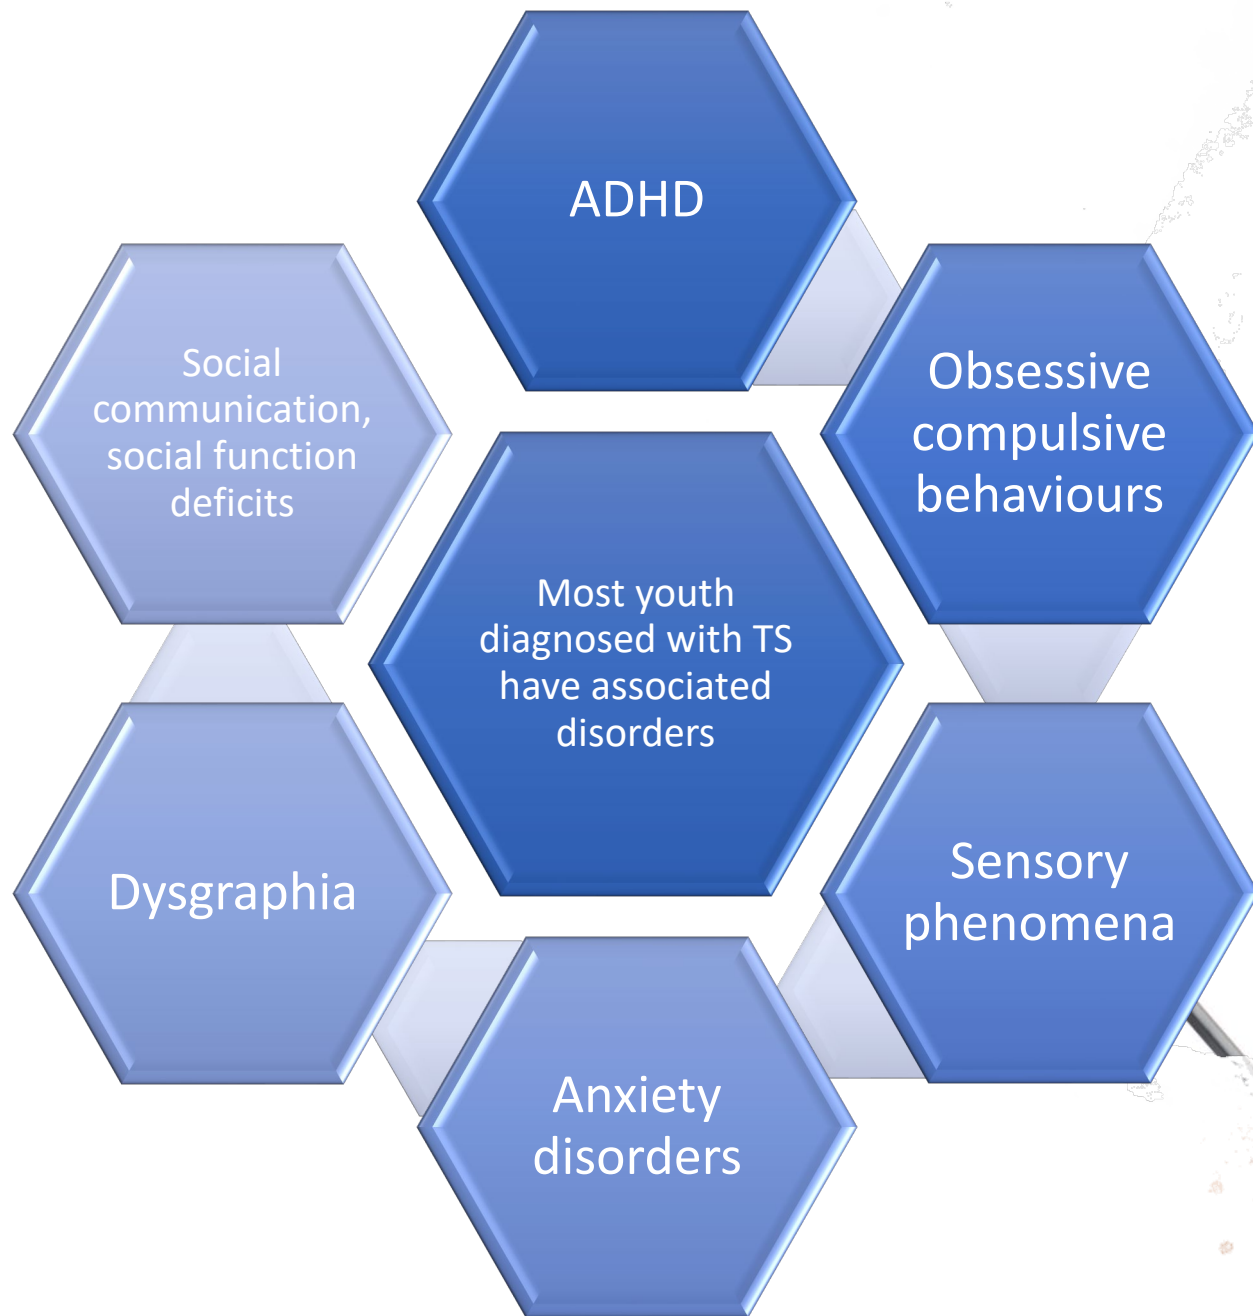 ADHD
Obsessive
compulsive
behaviours
Sensory
phenomena
Anxiety
disorders
Dysgraphia
Social
communication,
social function
deficits
Most youth
diagnosed with TS
have associated
disorders